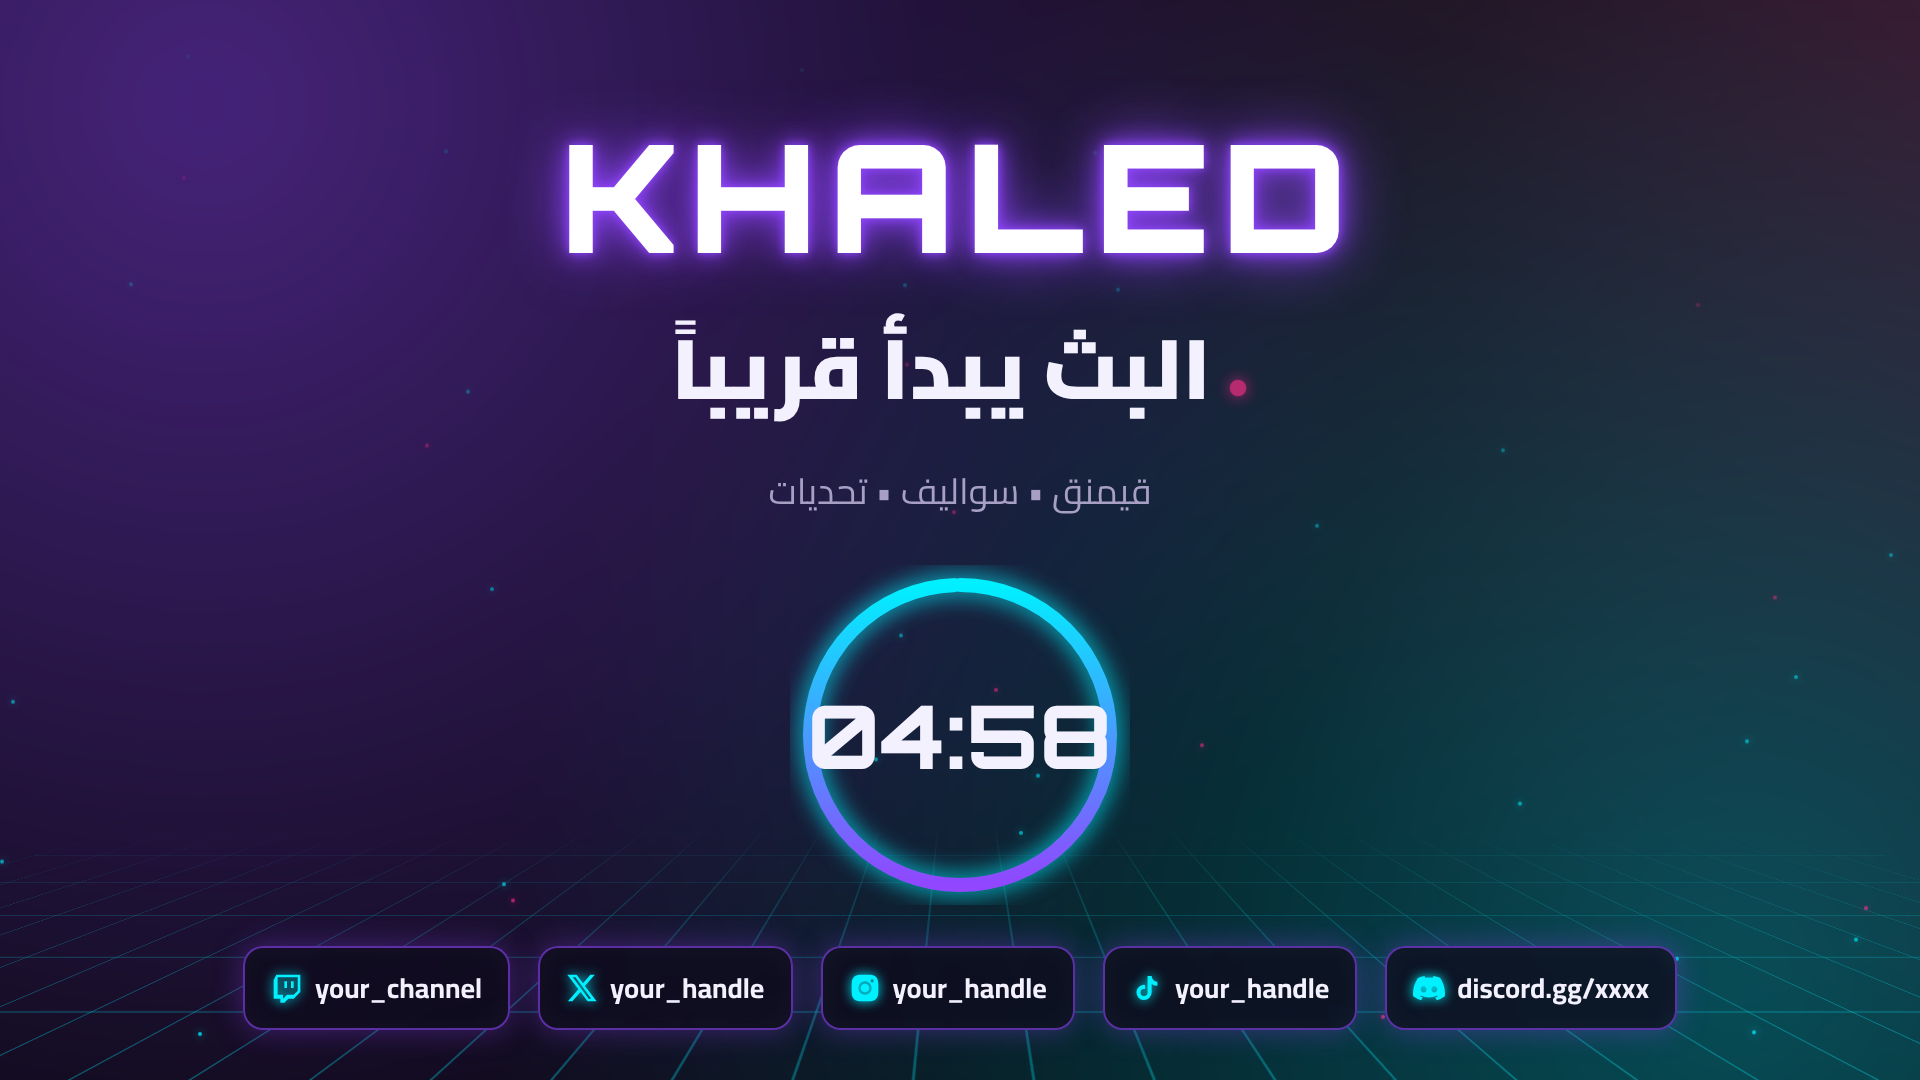 KHALED
البث يبدأ قريباً
قيمنق ▪ سواليف ▪ تحديات
04:58
your_channel
your_handle
your_handle
your_handle
discord.gg/xxxx